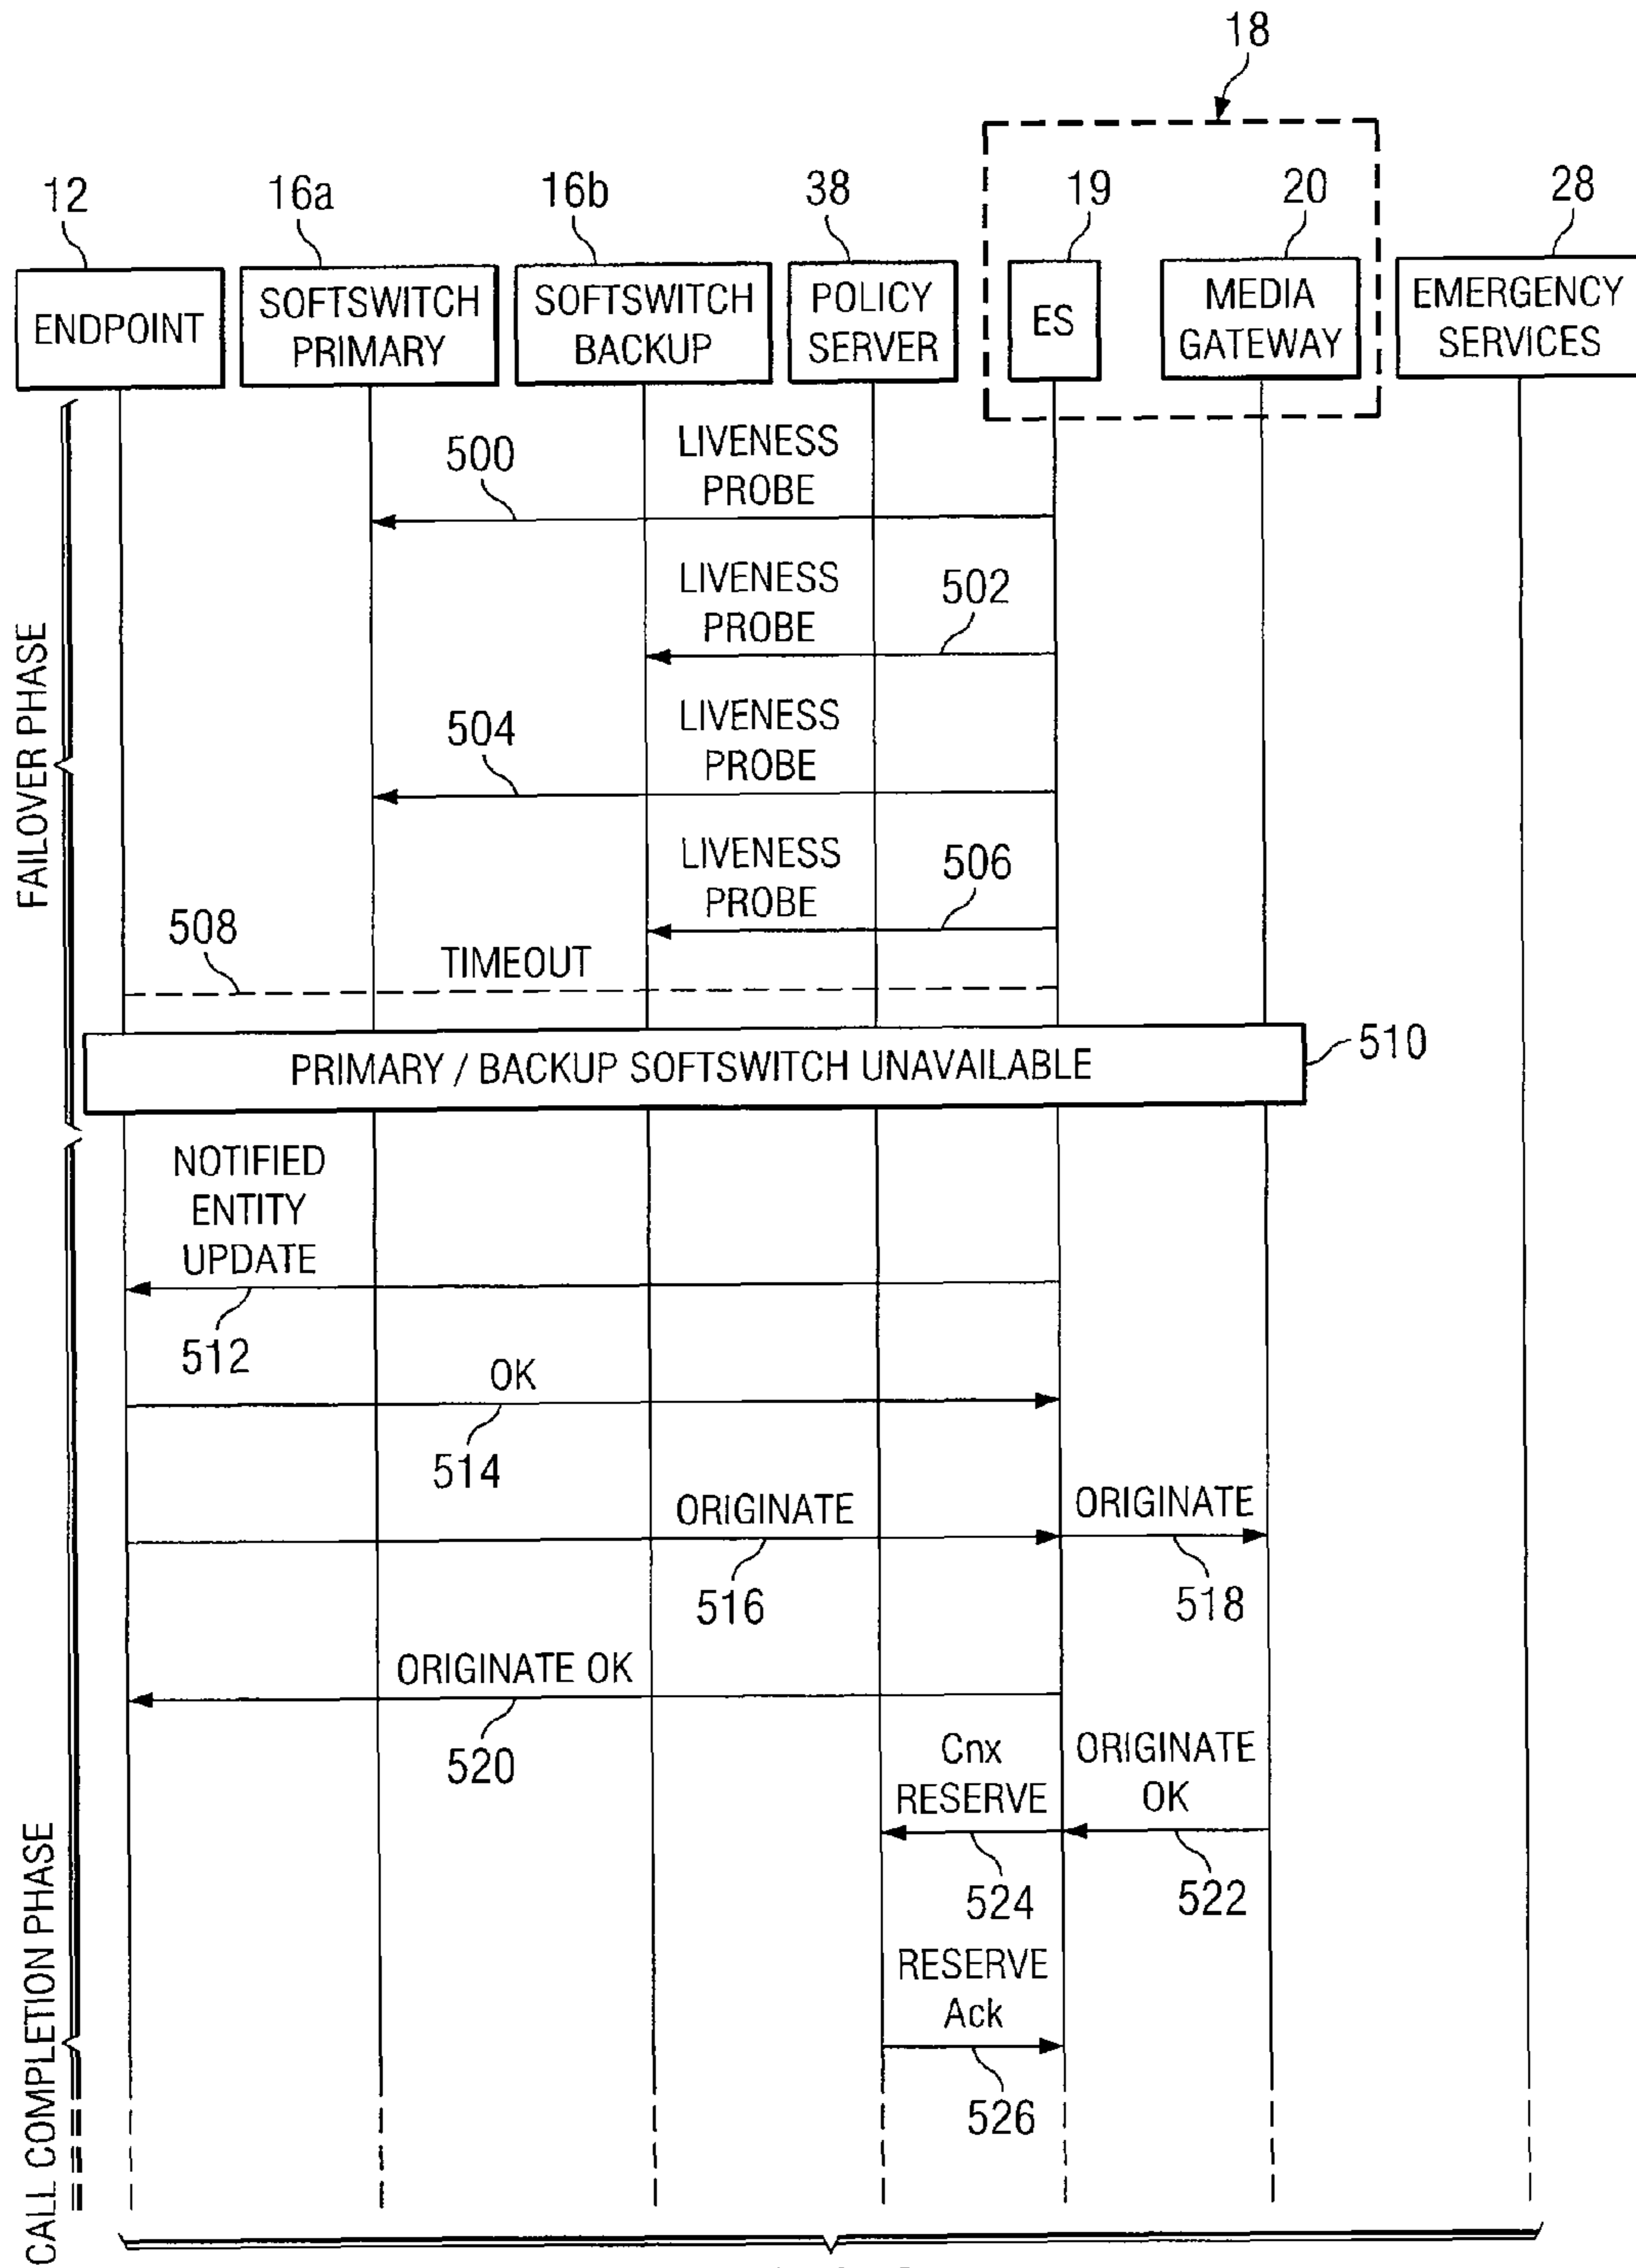 18
12
16a
16b
38
19
20
28
ENDPOINT
SOFTSWITCH
PRIMARY
SOFTSWITCH
BACKUP
POLICY
SERVER
ES
MEDIA
GATEWAY
EMERGENCY
SERVICES
FAILOVER PHASE
500
LIVENESS
PROBE
LIVENESS
PROBE
502
504
LIVENESS
PROBE
LIVENESS
PROBE
506
508
TIMEOUT
PRIMARY / BACKUP SOFTSWITCH UNAVAILABLE
510
CALL COMPLETION PHASE
NOTIFIED
ENTITY
UPDATE
512
OK
514
ORIGINATE
516
ORIGINATE
518
ORIGINATE OK
520
Cnx
RESERVE
524
ORIGINATE
OK
522
RESERVE
Ack
526